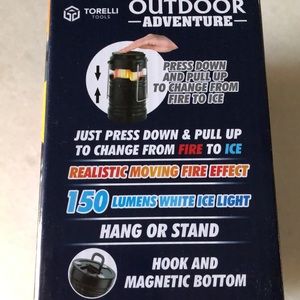 TORELLI
TOOLS
OUTDOOR
ADVENTURE
PRESS DOWN
AND PULL UP
TO CHANGE FROM
FIRE TO ICE
JUST PRESS DOWN & PULL UP
TO CHANGE FROM FIRE TO ICE
REALISTIC MOVING FIRE EFFECT
150 LUMENS WHITE ICE LIGHT
HANG OR STAND
HOOK AND
MAGNETIC BOTTOM